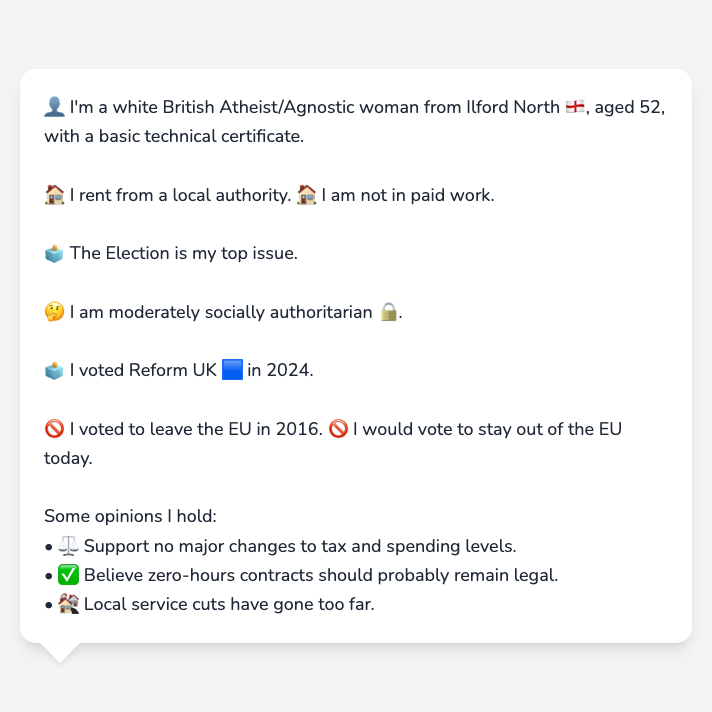 👤 I'm a white British Atheist/Agnostic woman from Ilford North 🏴󠁧󠁢󠁥󠁮󠁧󠁿, aged 52,
with a basic technical certificate.
🏠 I rent from a local authority. 🏠 I am not in paid work.
🗳️ The Election is my top issue.
🤔 I am moderately socially authoritarian 🔒.
🗳️ I voted Reform UK 🟦 in 2024.
🚫 I voted to leave the EU in 2016. 🚫 I would vote to stay out of the EU
today.
Some opinions I hold:
• ⚖️ Support no major changes to tax and spending levels.
• ✅ Believe zero-hours contracts should probably remain legal.
• 🏚️ Local service cuts have gone too far.